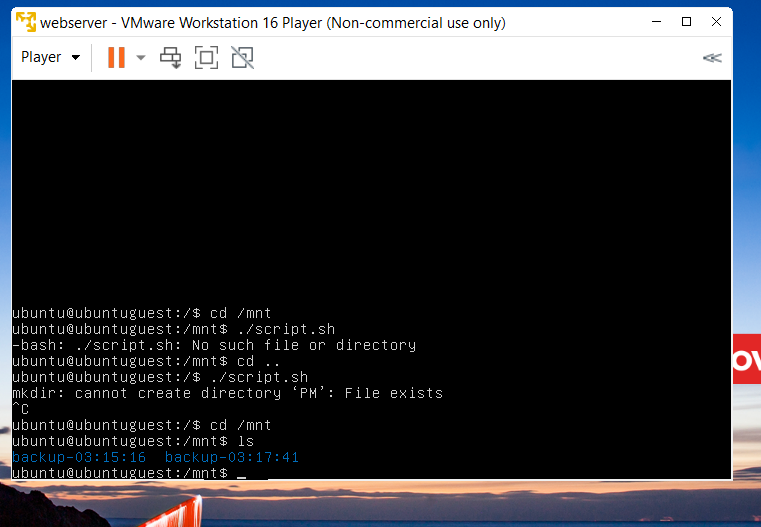 webserver - VMware Workstation 16 Player (Non-commercial use only)
Player
ubuntu@ubuntuguest:/$ cd /mnt
ubuntu@ubuntuguest:/mnt$ ./script.sh
-bash: ./script.sh: No such file or directory
ubuntu@ubuntuguest:/mnt$ cd ..
ubuntu@ubuntuguest:/$ ./script.sh
mkdir: cannot create directory ‘PM’: File exists
^C
ubuntu@ubuntuguest:/$ cd /mnt
ubuntu@ubuntuguest:/mnt$ ls
backup-03:15:16  backup-03:17:41
ubuntu@ubuntuguest:/mnt$ _